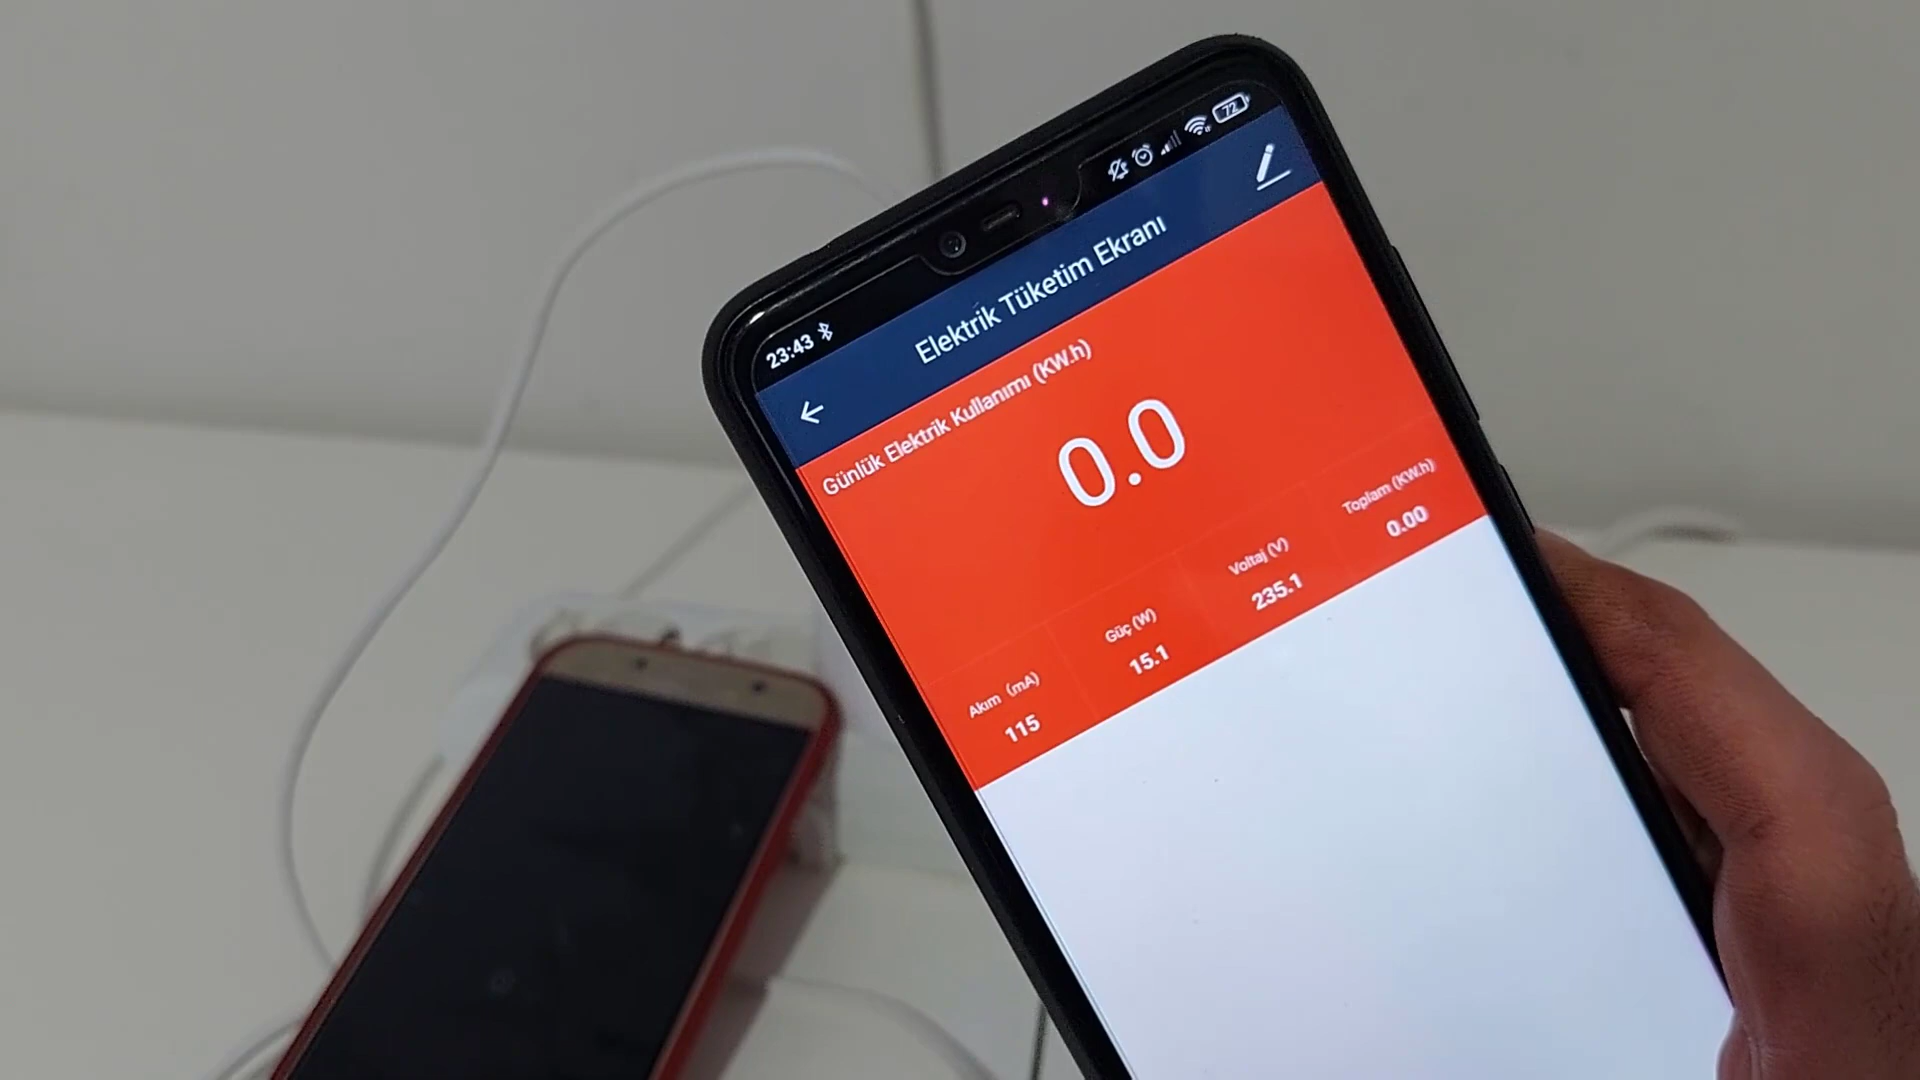 23:43
72
Elektrik Tüketim Ekranı
Günlük Elektrik Kullanımı (KW.h)
0.0
Akım (mA)
115
Güç (W)
15.1
Voltaj (V)
235.1
Toplam (KW.h)
0.00